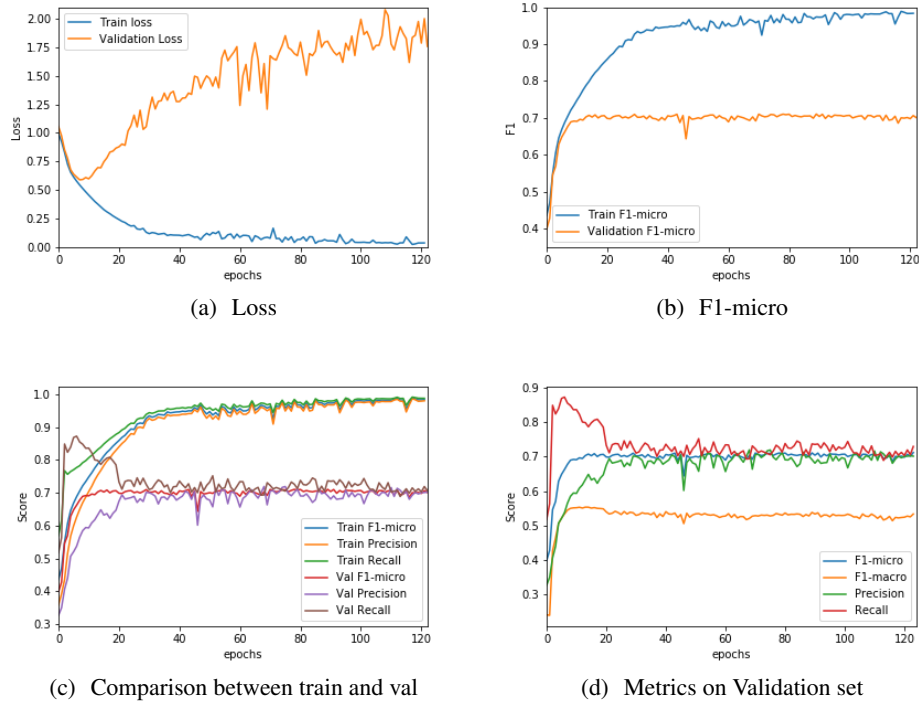 Train loss
Validation Loss
2.00
1.75
1.50
1.25
1.00
0.75
0.50
0.25
0.00
Loss
0 20 40 60 80 100 120
epochs
(a) Loss
1.0
0.9
0.8
0.7
0.6
0.5
0.4
F1
Train F1-micro
Validation F1-micro
0 20 40 60 80 100 120
epochs
(b) F1-micro
1.0
0.9
0.8
0.7
0.6
0.5
0.4
0.3
Score
Train F1-micro
Train Precision
Train Recall
Val F1-micro
Val Precision
Val Recall
0 20 40 60 80 100 120
epochs
(c) Comparison between train and val
0.9
0.8
0.7
0.6
0.5
0.4
0.3
Score
F1-micro
F1-macro
Precision
Recall
0 20 40 60 80 100 120
epochs
(d) Metrics on Validation set